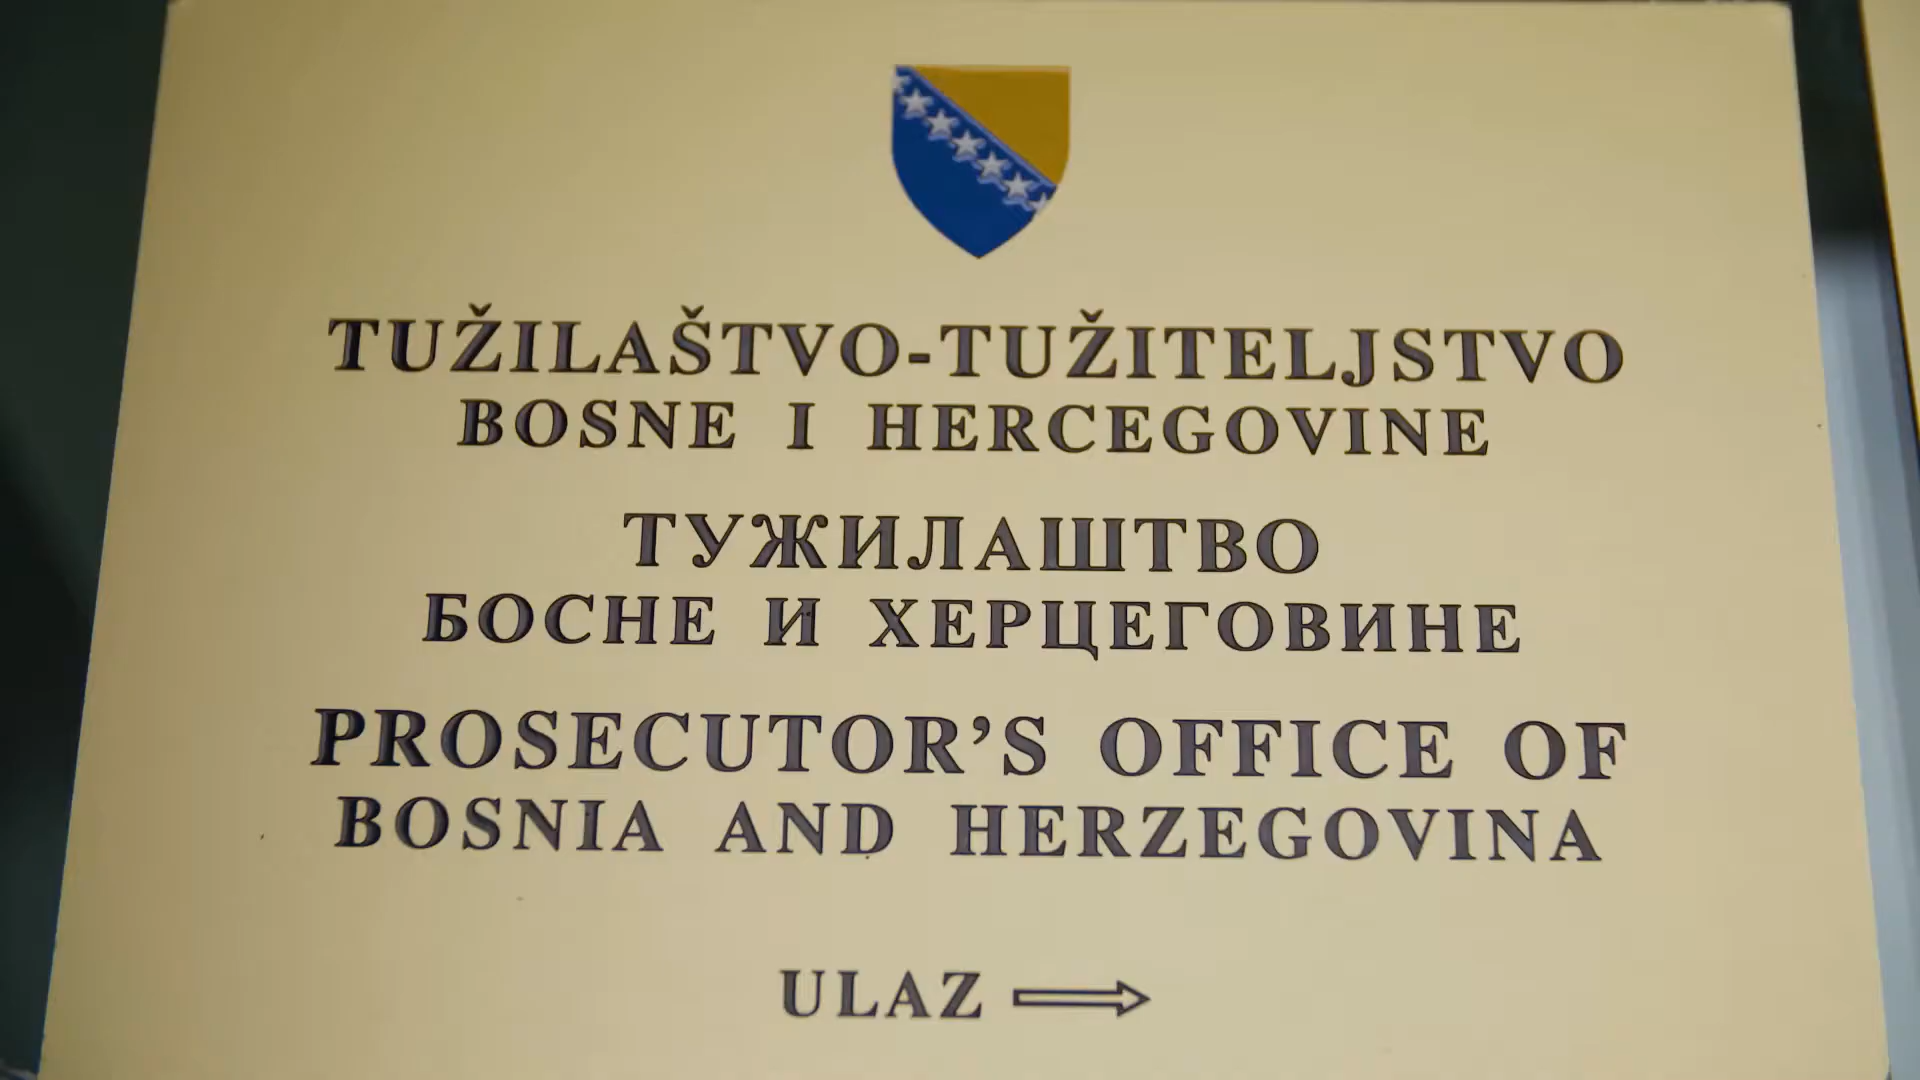 TUŽILAŠTVO-TUŽITELJSTVO
BOSNE I HERCEGOVINE
ТУЖИЛАШТВО
БОСНЕ И ХЕРЦЕГОВИНЕ
PROSECUTOR’S OFFICE OF
BOSNIA AND HERZEGOVINA
ULAZ